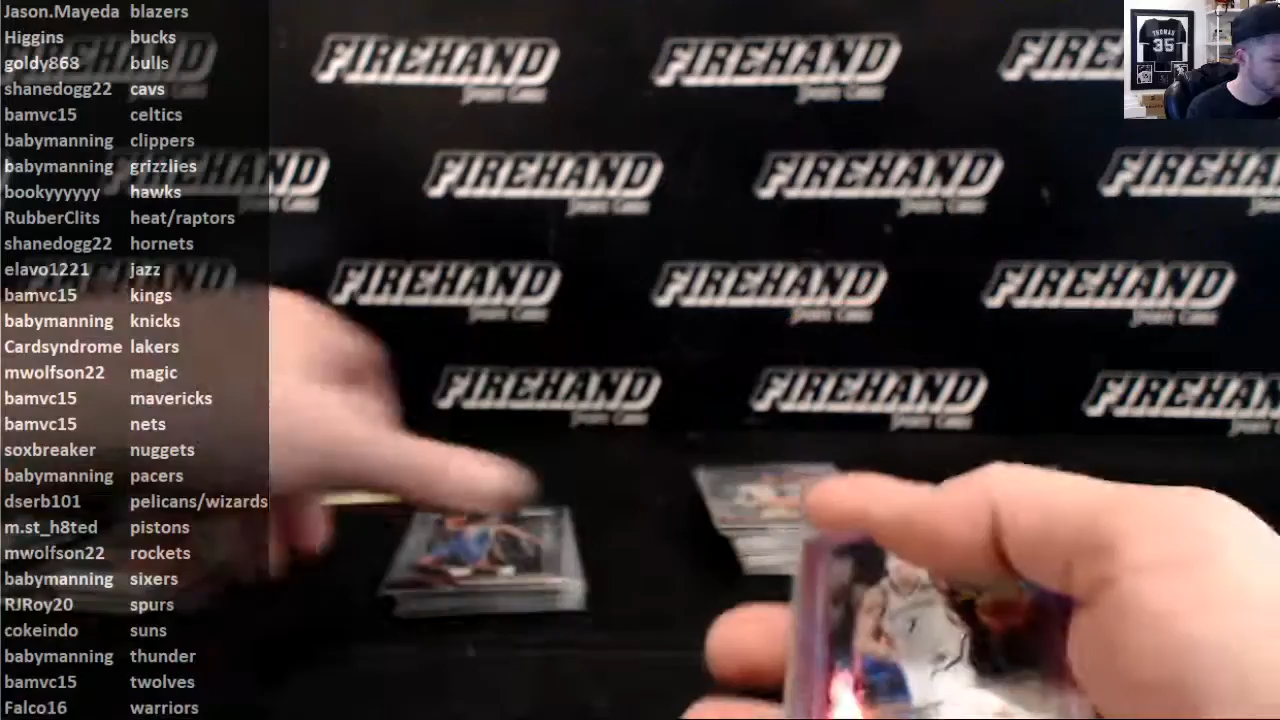 Jason.Mayeda blazers
Higgins bucks
goldy868 bulls
shanedogg22 cavs
bamvc15 celtics
babymanning clippers
babymanning grizzlies
bookyyyyyy hawks
RubberClits heat/raptors
shanedogg22 hornets
elavo1221 jazz
bamvc15 kings
babymanning knicks
Cardsyndrome lakers
mwolfson22 magic
bamvc15 mavericks
bamvc15 nets
soxbreaker nuggets
babymanning pacers
dserb101 pelicans/wizards
m.st_h8ted pistons
mwolfson22 rockets
babymanning sixers
RJRoy20 spurs
cokeindo suns
babymanning thunder
bamvc15 twolves
Falco16 warriors
FIREHAND FIREHAND FIREHAND
FIREHAND FIREHAND FIREHAND
FIREHAND FIREHAND FIREHAND
FIREHAND FIREHAND FIREHAND
THOMAS
35